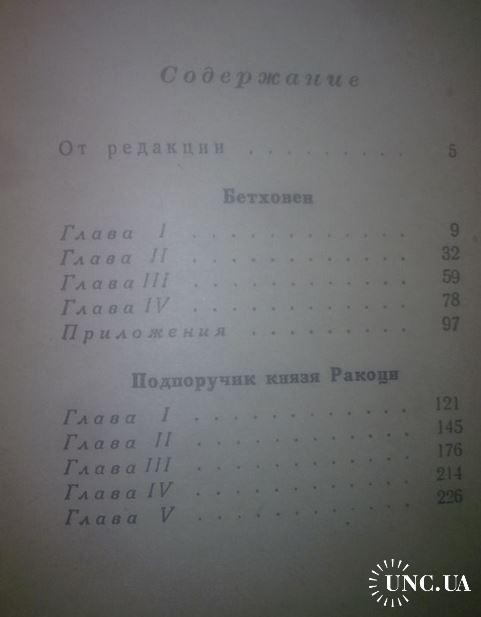 Содержание
От редакции . . . . . . . . . 5
Бетховен
Глава I . . . . . . . . . . . 9
Глава II . . . . . . . . . . . 32
Глава III . . . . . . . . . . 59
Глава IV . . . . . . . . . . 78
Приложения . . . . . . . . 97
Подпоручик князя Ракоци
Глава I . . . . . . . . . . . 121
Глава II . . . . . . . . . . . 145
Глава III . . . . . . . . . . 176
Глава IV . . . . . . . . . . 214
Глава V . . . . . . . . . . . 226
UNC.UA